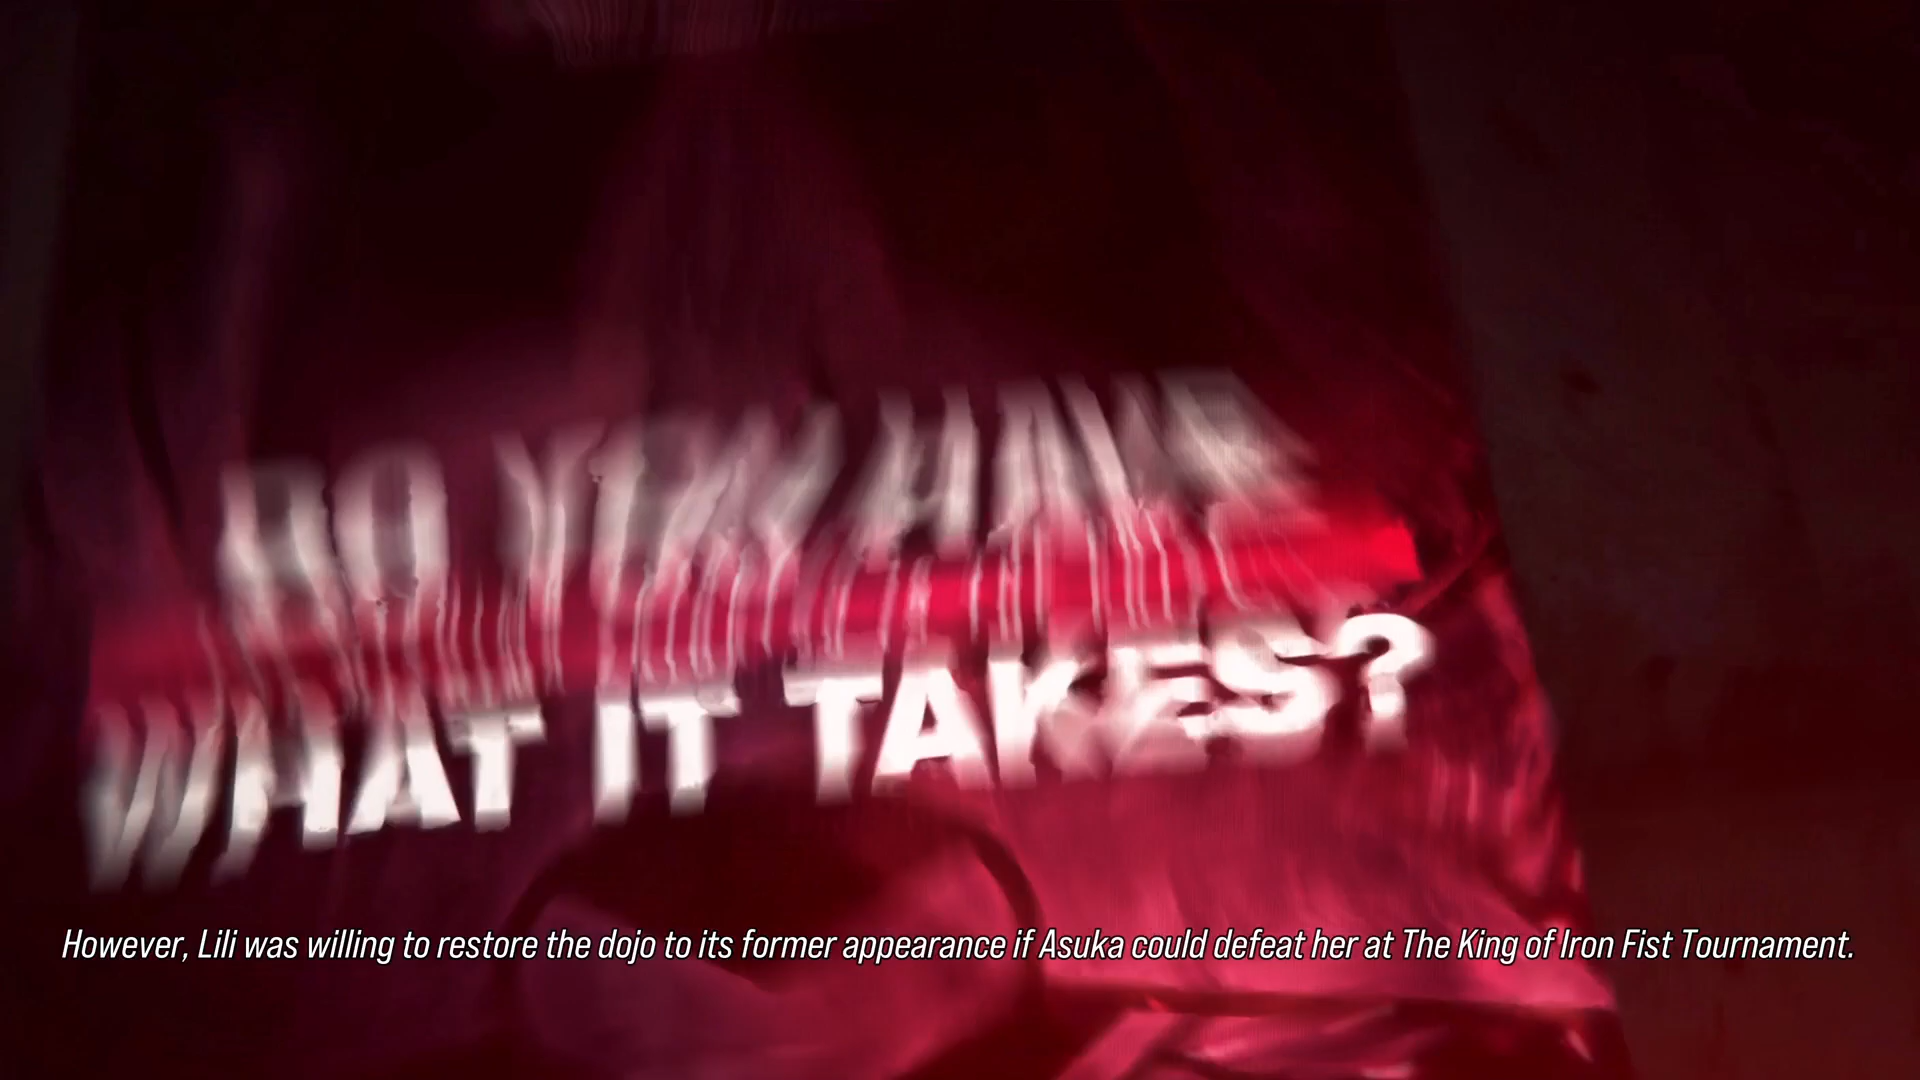 DO YOU HAVE
WHAT IT TAKES?
However, Lili was willing to restore the dojo to its former appearance if Asuka could defeat her at The King of Iron Fist Tournament.